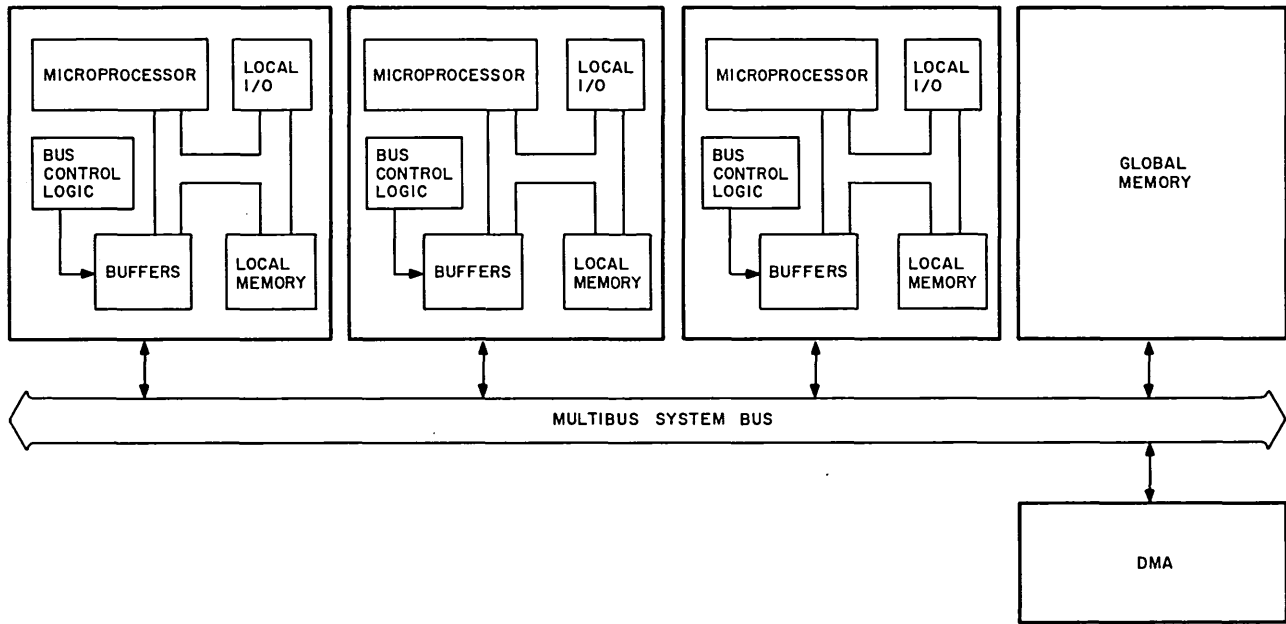 MICROPROCESSOR
LOCAL
I/O
BUS
CONTROL
LOGIC
BUFFERS
LOCAL
MEMORY
MICROPROCESSOR
LOCAL
I/O
BUS
CONTROL
LOGIC
BUFFERS
LOCAL
MEMORY
MICROPROCESSOR
LOCAL
I/O
BUS
CONTROL
LOGIC
BUFFERS
LOCAL
MEMORY
GLOBAL
MEMORY
MULTIBUS SYSTEM BUS
DMA